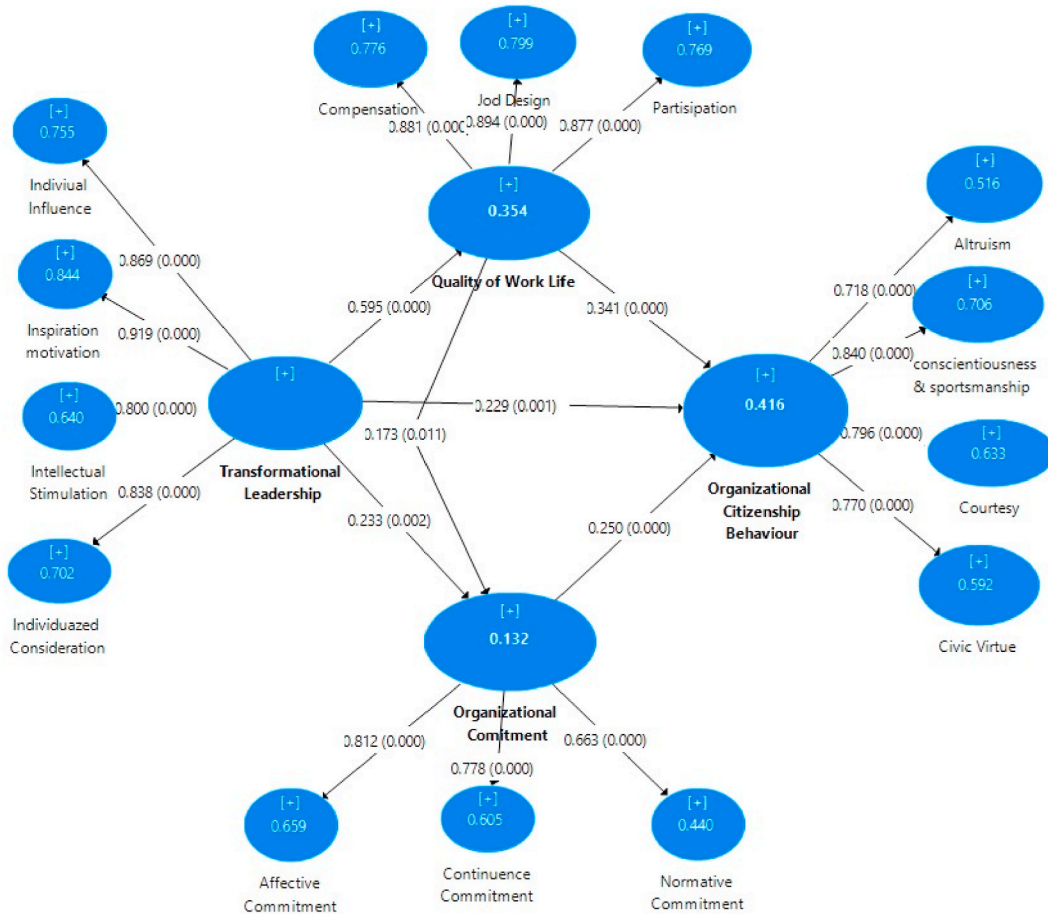 [+]
0.776
Compensation
[+]
0.799
Jod Design
[+]
0.769
Partisipation
0.881 (0.000)
0.894 (0.000)
0.877 (0.000)
[+]
0.755
Indiviual
Influence
[+]
0.354
Quality of Work Life
[+]
0.516
Altruism
0.869 (0.000)
[+]
0.844
Inspiration
motivation
0.919 (0.000)
0.595 (0.000)
0.341 (0.000)
0.718 (0.000)
[+]
0.706
conscientiousness
& sportsmanship
0.840 (0.000)
[+]
Transformational
Leadership
[+]
0.640
Intellectual
Stimulation
0.800 (0.000)
0.229 (0.001)
0.173 (0.011)
[+]
0.416
Organizational
Citizenship
Behaviour
0.796 (0.000)
[+]
0.633
Courtesy
0.838 (0.000)
0.233 (0.002)
0.250 (0.000)
0.770 (0.000)
[+]
0.702
Individuazed
Consideration
[+]
0.592
Civic Virtue
[+]
0.132
Organizational
Comitment
0.812 (0.000)
0.778 (0.000)
0.663 (0.000)
[+]
0.659
Affective
Commitment
[+]
0.605
Continuence
Commitment
[+]
0.440
Normative
Commitment